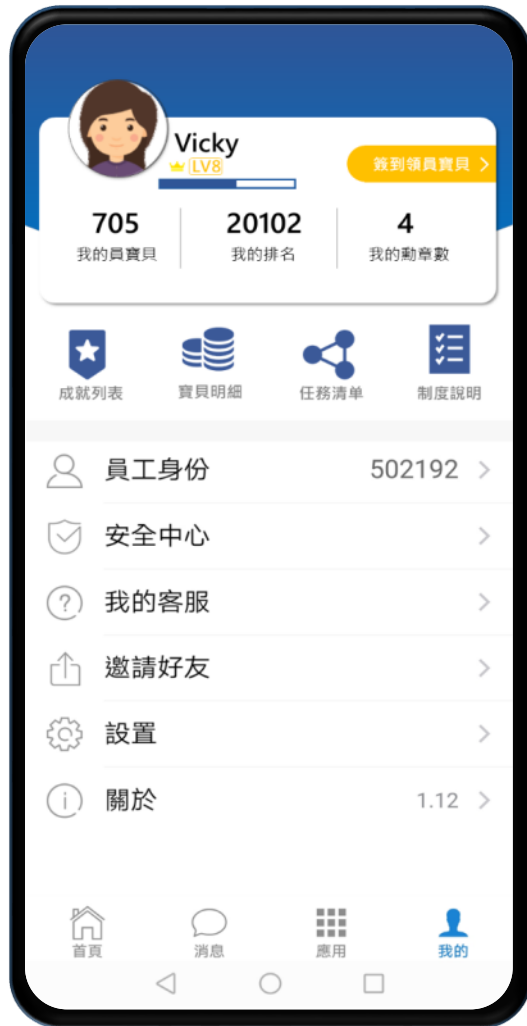 Vicky
LV8
簽到領員寶貝
705 20102 4
我的員寶貝 我的排名 我的勳章數
成就列表 寶貝明細 任務清单 制度說明
員工身份 502192
安全中心
我的客服
邀請好友
設置
關於 1.12
首頁 消息 應用 我的